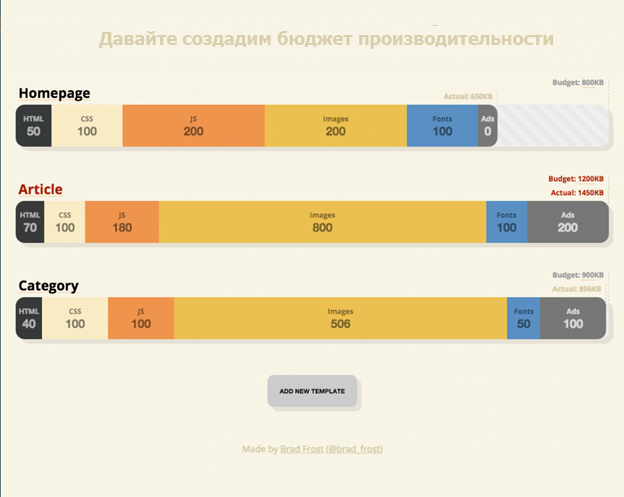 Давайте создадим бюджет производительности
Budget: 800KB
Homepage
Actual: 650KB
HTML CSS JS Images Fonts Ads
50 100 200 200 100 0
Budget: 1200KB
Article
Actual: 1450KB
HTML CSS JS Images Fonts Ads
70 100 180 800 100 200
Budget: 900KB
Category
Actual: 896KB
HTML CSS JS Images Fonts Ads
40 100 100 506 50 100
ADD NEW TEMPLATE
Made by Brad Frost (@brad_frost)